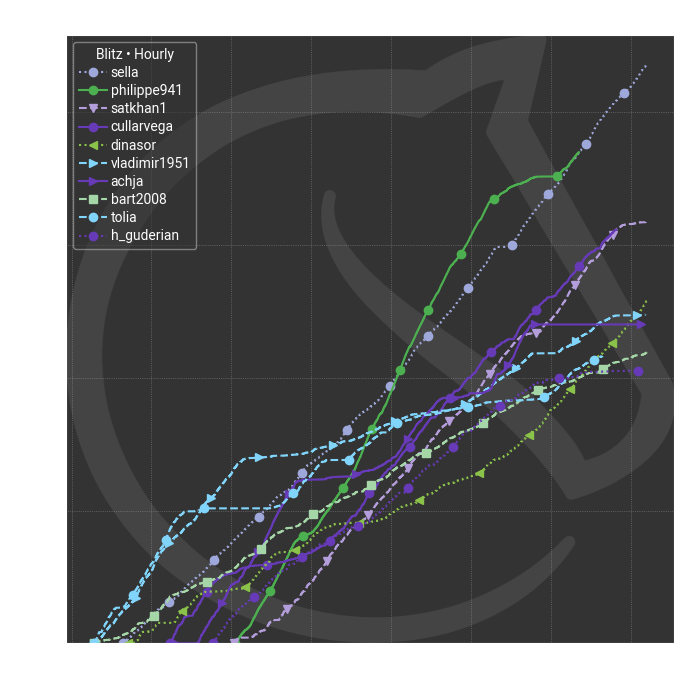 Blitz • Hourly
sella
philippe941
satkhan1
cullarvega
dinasor
vladimir1951
achja
bart2008
tolia
h_guderian